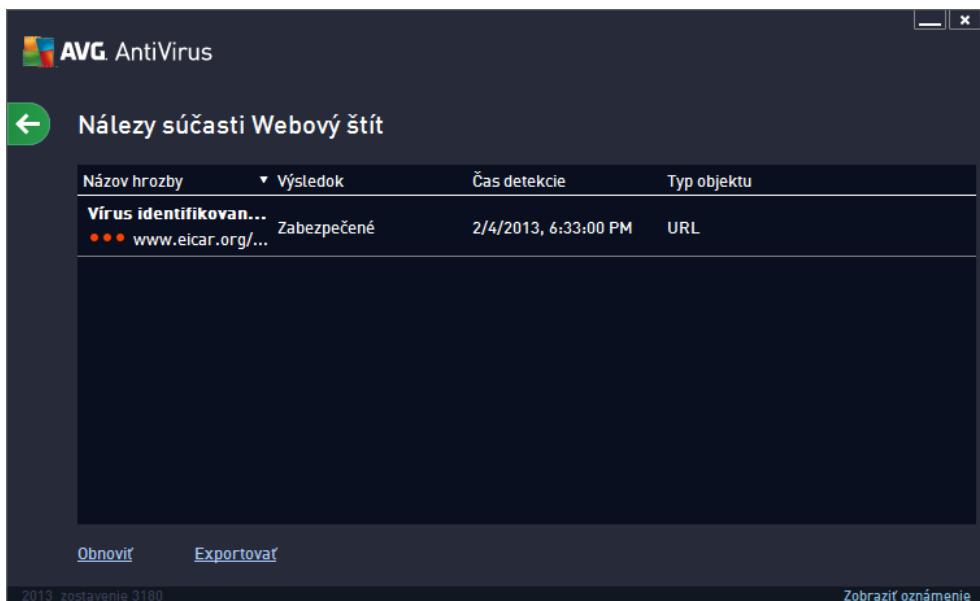 AVG. AntiVirus
Nálezy súčasti Webový štít
Názov hrozby Výsledok Čas detekcie Typ objektu
Vírus identifikovan...
www.eicar.org/... Zabezpečené 2/4/2013, 6:33:00 PM URL
Obnoviť Exportovať
2013 zostavenie 3180 Zobraziť oznámenie